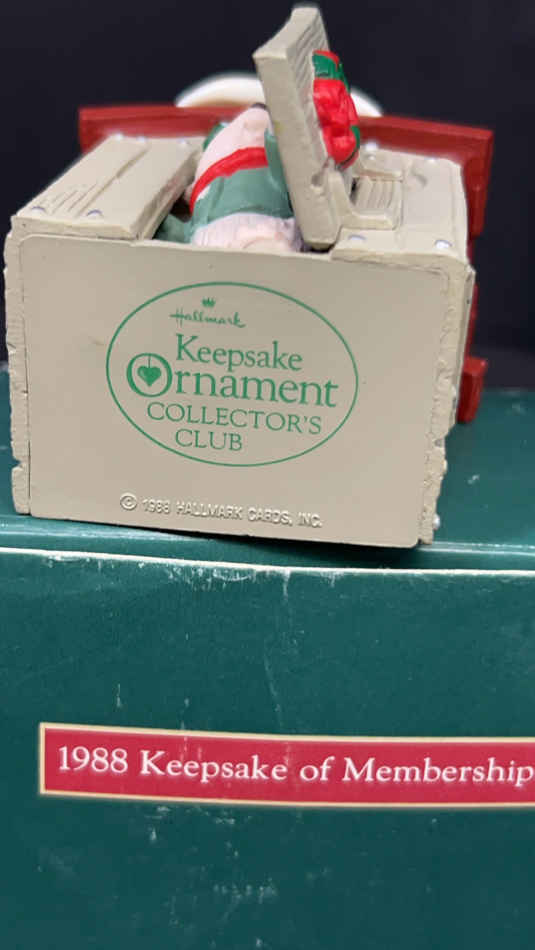 Hallmark
Keepsake
Ornament
COLLECTOR'S
CLUB
© 1988 HALLMARK CARDS, INC.
1988 Keepsake of Membership